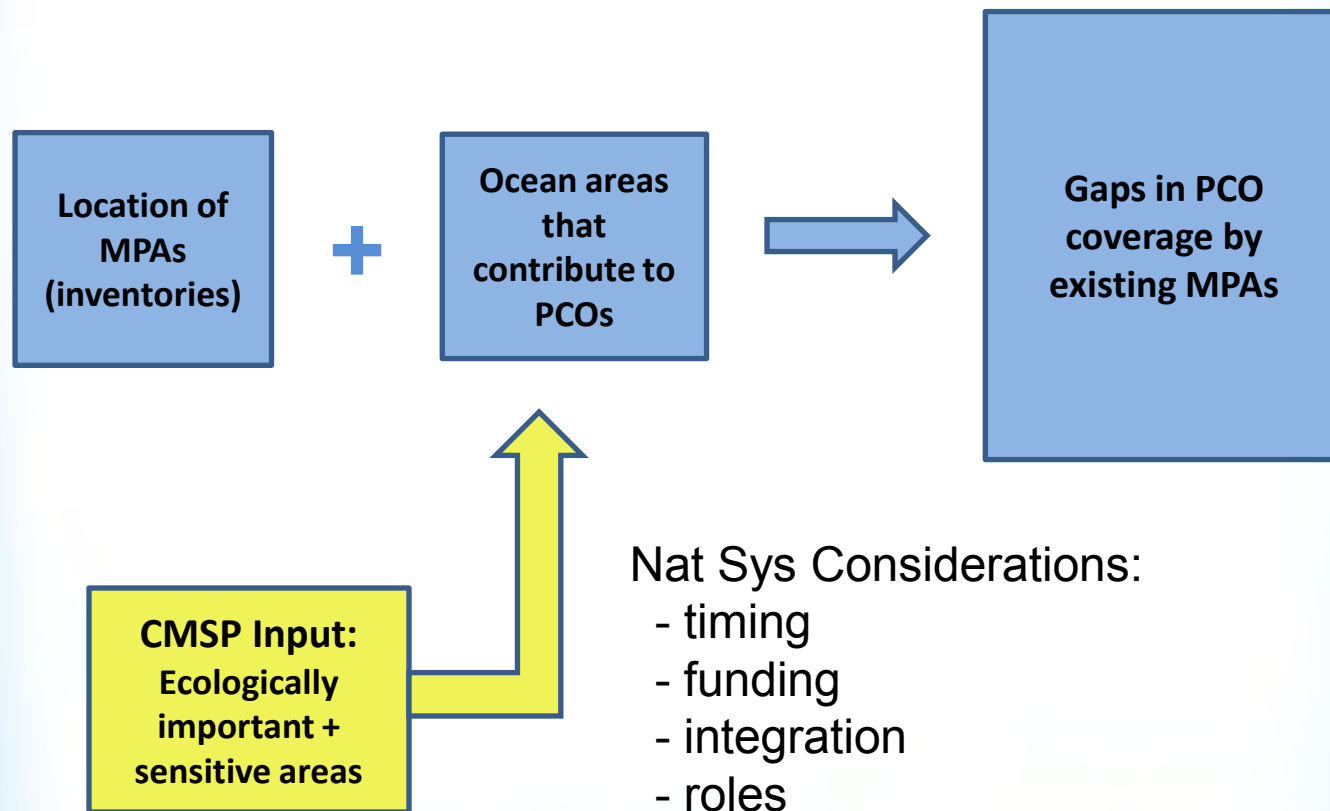 Location of
MPAs
(inventories)
+
Ocean areas
that
contribute to
PCOs
Gaps in PCO
coverage by
existing MPAs
CMSP Input:
Ecologically
important +
sensitive areas
Nat Sys Considerations:
- timing
- funding
- integration
- roles